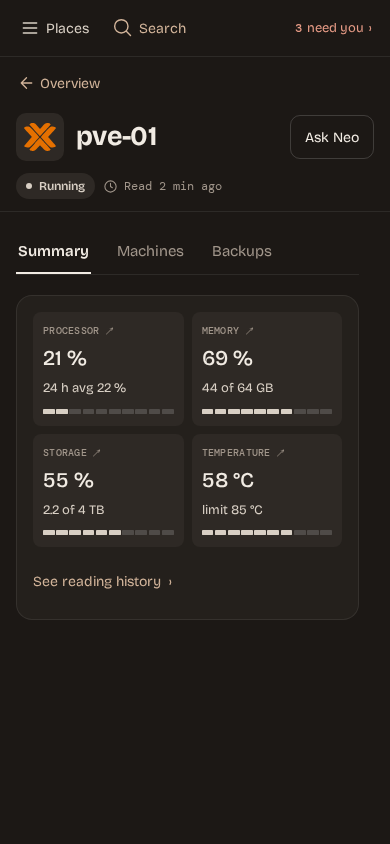 Places
Search
3 need you ›
← Overview
pve-01
Ask Neo
Running
Read 2 min ago
Summary
Machines
Backups
PROCESSOR ↗
21 %
24 h avg 22 %
MEMORY ↗
69 %
44 of 64 GB
STORAGE ↗
55 %
2.2 of 4 TB
TEMPERATURE ↗
58 °C
limit 85 °C
See reading history ›